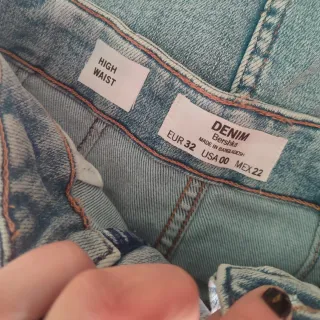 HIGH
WAIST
DENIM
Bershka
MADE IN BANGLADESH
EUR 32 USA 00 MEX 22